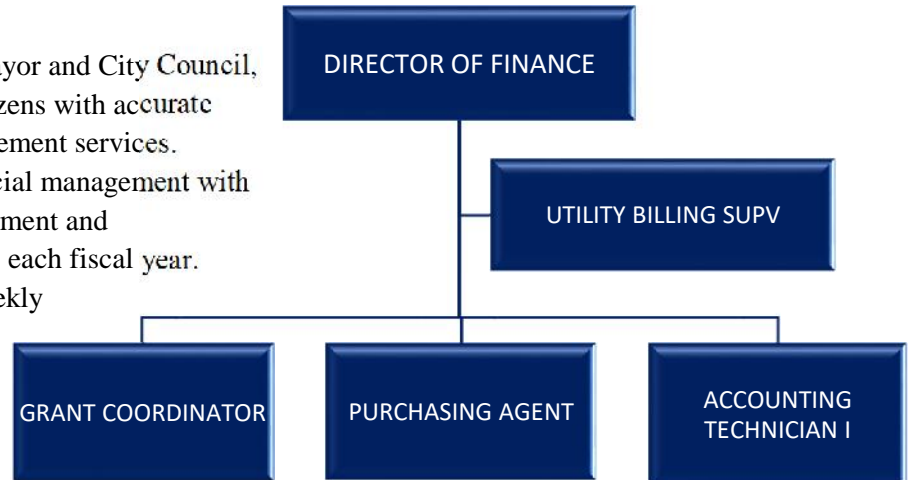 ayor and City Council,
zens with accurate
ement services.
cial management with
ment and
each fiscal year.
ekly
DIRECTOR OF FINANCE
UTILITY BILLING SUPV
GRANT COORDINATOR
PURCHASING AGENT
ACCOUNTING
TECHNICIAN I